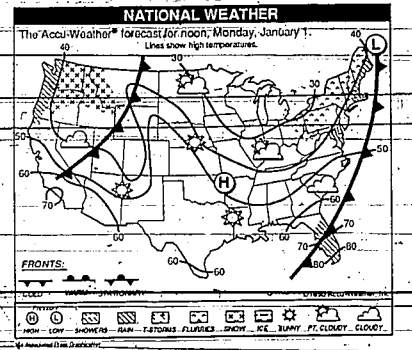 NATIONAL WEATHER
The Accu-Weather® forecast for noon, Monday, January 1.
Lines show high temperatures.
40
30
40
L
30
50
50
60
H
70
60
60
70
70
80
80
60
60
FRONTS:
COLD WARM STATIONARY
H L
HIGH LOW SHOWERS RAIN T-STORMS FLURRIES SNOW ICE SUNNY PT. CLOUDY CLOUDY